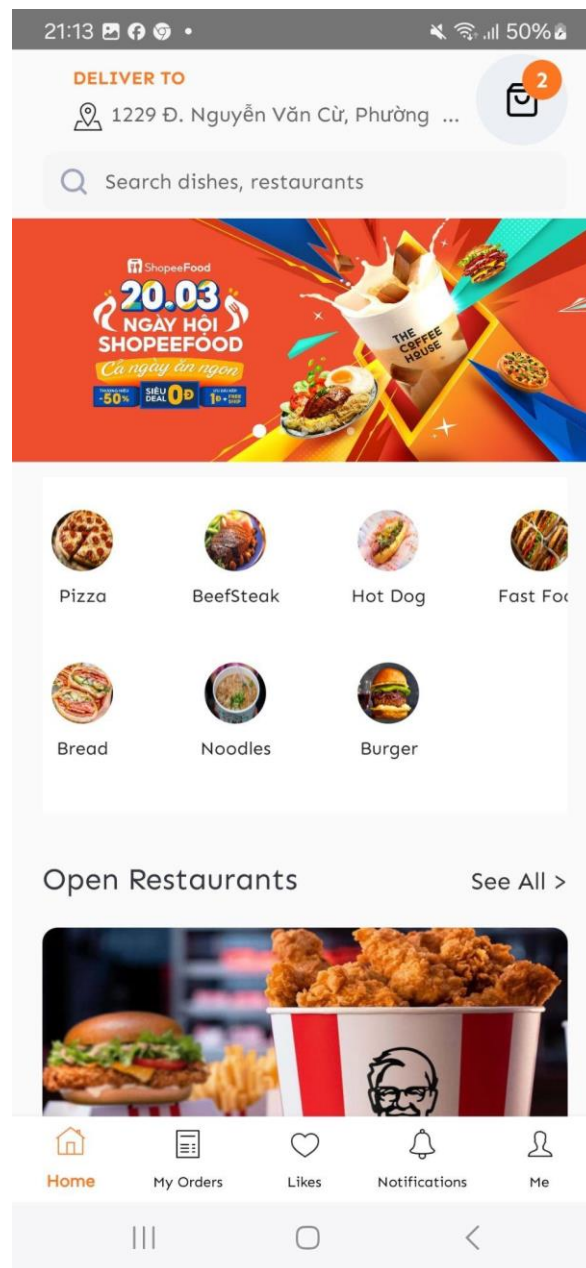 21:13
50%
DELIVER TO
1229 Đ. Nguyễn Văn Cừ, Phường ...
2
Search dishes, restaurants
ShopeeFood
20.03
NGÀY HỘI
SHOPEEFOOD
Cả ngày ăn ngon
-50%
SIÊU
DEAL 0Đ
1Đ
THE
COFFEE
HOUSE
Pizza
BeefSteak
Hot Dog
Fast Foo
Bread
Noodles
Burger
Open Restaurants
See All >
Home
My Orders
Likes
Notifications
Me